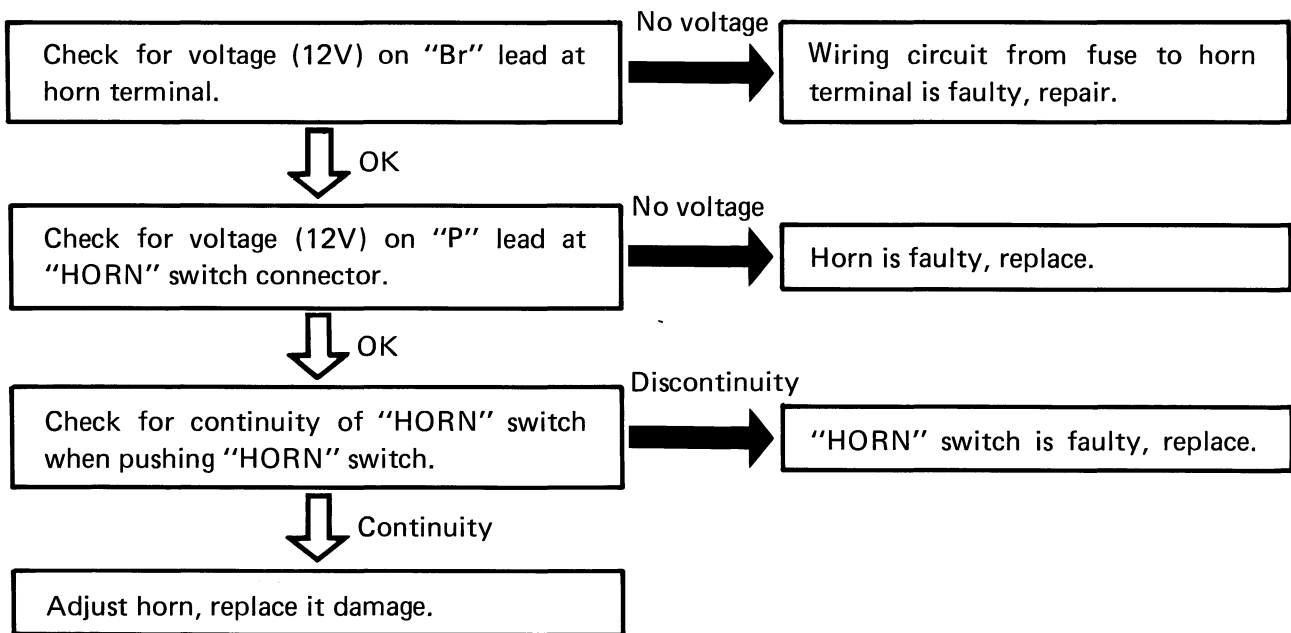 Check for voltage (12V) on "Br" lead at
horn terminal.
No voltage
Wiring circuit from fuse to horn
terminal is faulty, repair.
OK
Check for voltage (12V) on "P" lead at
"HORN" switch connector.
No voltage
Horn is faulty, replace.
OK
Check for continuity of "HORN" switch
when pushing "HORN" switch.
Discontinuity
"HORN" switch is faulty, replace.
Continuity
Adjust horn, replace it damage.